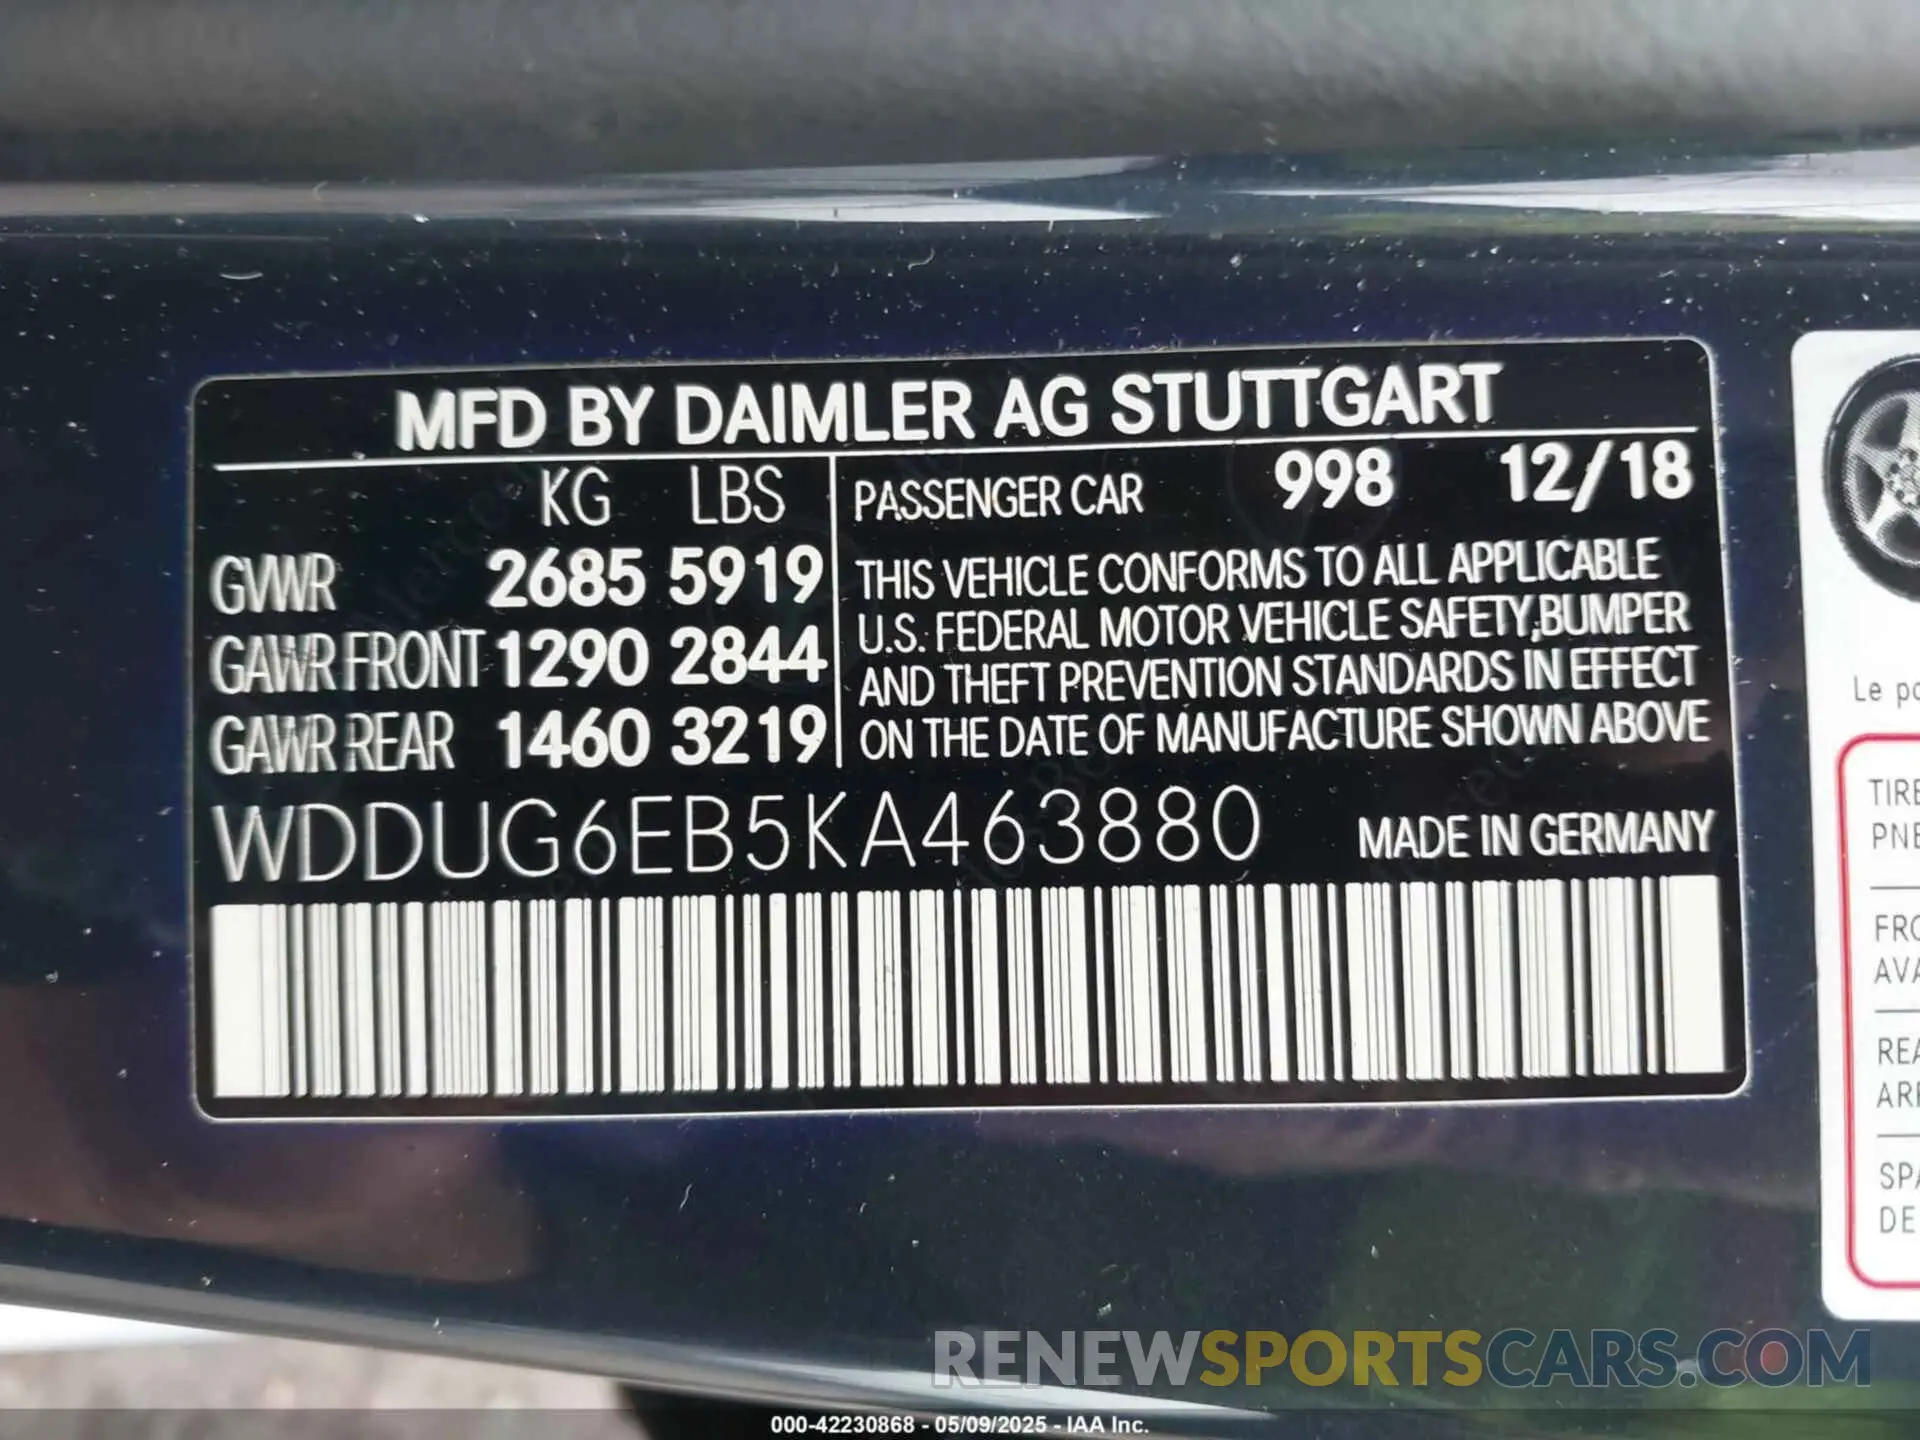 MFD BY DAIMLER AG STUTTGART
KG LBS
GVWR 2685 5919
GAWR FRONT 1290 2844
GAWR REAR 1460 3219
PASSENGER CAR 998 12/18
THIS VEHICLE CONFORMS TO ALL APPLICABLE
U.S. FEDERAL MOTOR VEHICLE SAFETY, BUMPER
AND THEFT PREVENTION STANDARDS IN EFFECT
ON THE DATE OF MANUFACTURE SHOWN ABOVE
WDDUG6EB5KA463880 MADE IN GERMANY
Le
TIRE
RENEWSPORTSCARS.COM
000-42230868 - 05/09/2025 - IAA Inc.